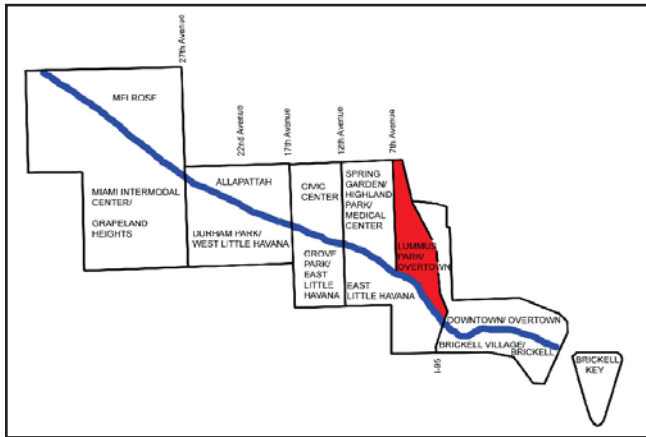 27th Avenue
MELROSE
22nd Avenue
17th Avenue
12th Avenue
7th Avenue
ALLAPATTAH
CIVIC
CENTER
SPRING
GARDEN/
HIGHLAND
PARK/
MEDICAL
CENTER
MIAMI INTERMODAL
CENTER/
GRAPELAND
HEIGHTS
DURHAM PARK/
WEST LITTLE HAVANA
GROVE
PARK/
EAST
LITTLE
HAVANA
LUMMUS
PARK/
OVERTOWN
EAST
LITTLE HAVANA
DOWNTOWN/ OVERTOWN
BRICKELL VILLAGE/
BRICKELL
I-95
BRICKELL
KEY